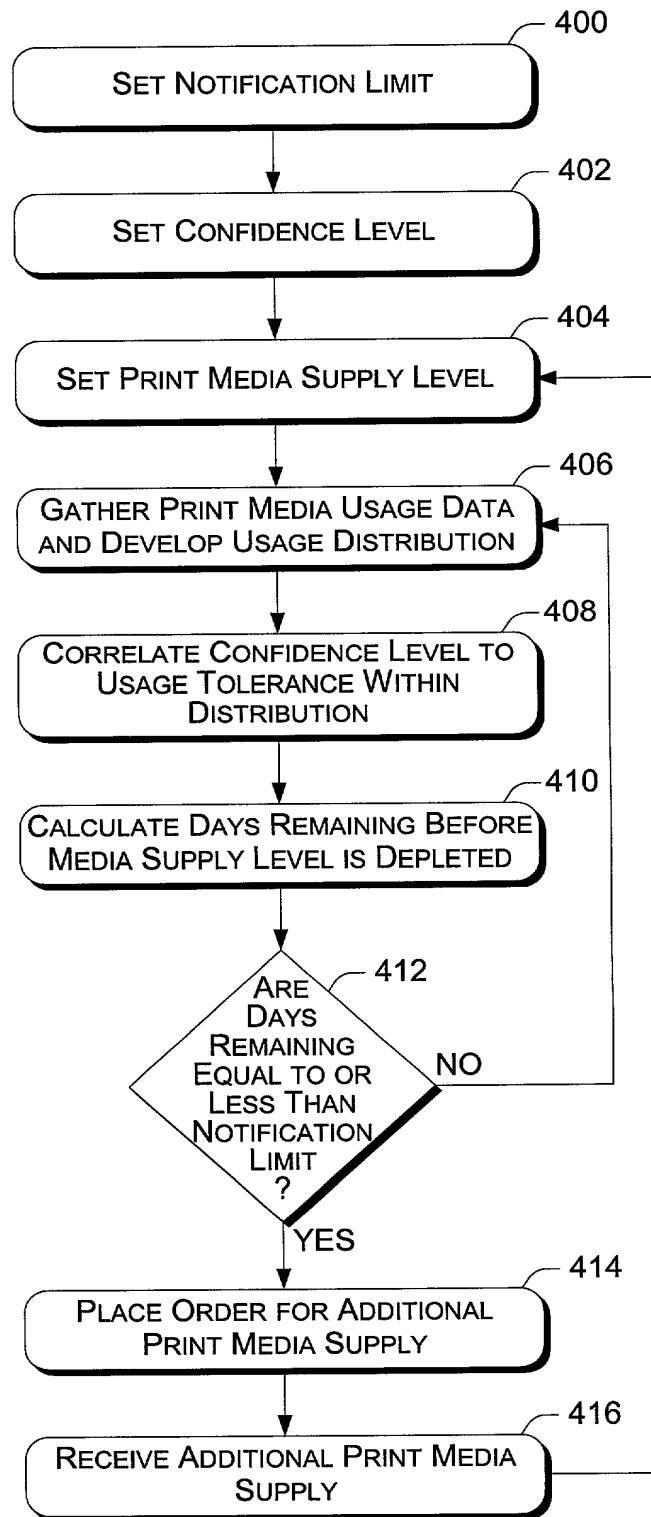 400
SET NOTIFICATION LIMIT
402
SET CONFIDENCE LEVEL
404
SET PRINT MEDIA SUPPLY LEVEL
406
GATHER PRINT MEDIA USAGE DATA
AND DEVELOP USAGE DISTRIBUTION
408
CORRELATE CONFIDENCE LEVEL TO
USAGE TOLERANCE WITHIN
DISTRIBUTION
410
CALCULATE DAYS REMAINING BEFORE
MEDIA SUPPLY LEVEL IS DEPLETED
412
ARE
DAYS
REMAINING
EQUAL TO OR
LESS THAN
NOTIFICATION
LIMIT
?
NO
YES
414
PLACE ORDER FOR ADDITIONAL
PRINT MEDIA SUPPLY
416
RECEIVE ADDITIONAL PRINT MEDIA
SUPPLY